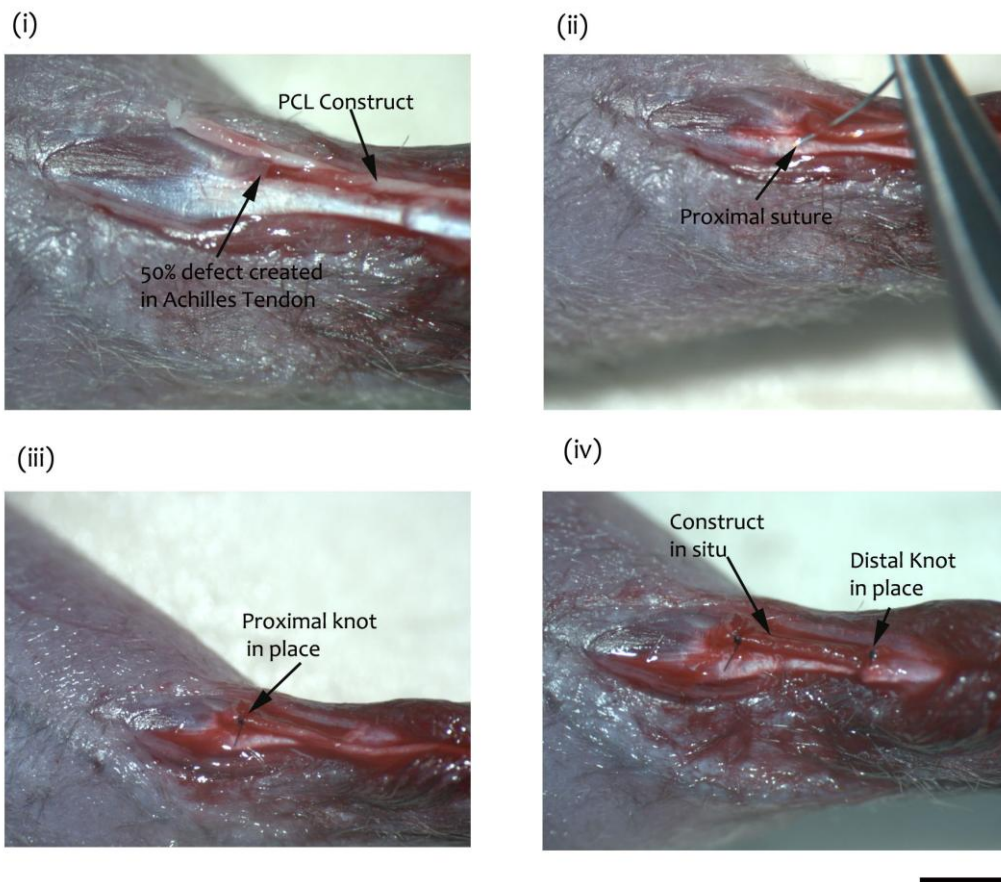 (i)
PCL Construct
50% defect created
in Achilles Tendon
(ii)
Proximal suture
(iii)
Proximal knot
in place
(iv)
Construct
in situ
Distal Knot
in place